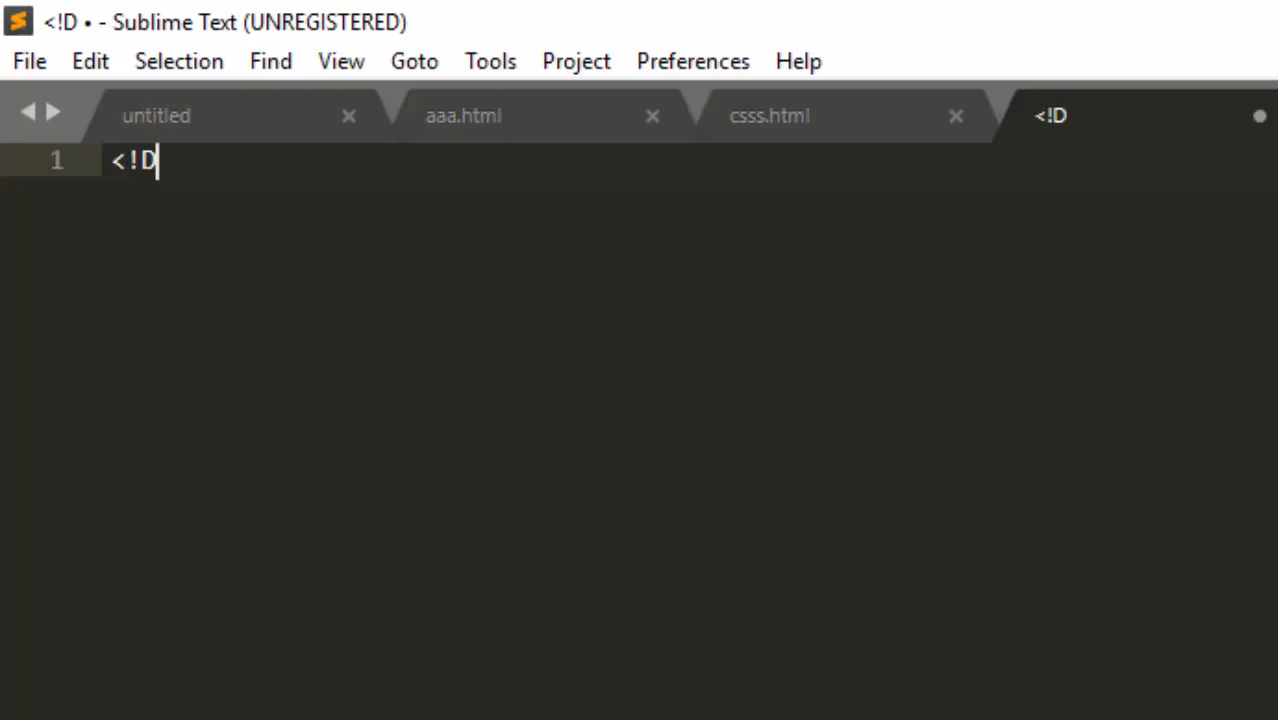 <!D • - Sublime Text (UNREGISTERED)
File Edit Selection Find View Goto Tools Project Preferences Help
untitled aaa.html csss.html <!D
1 <!D